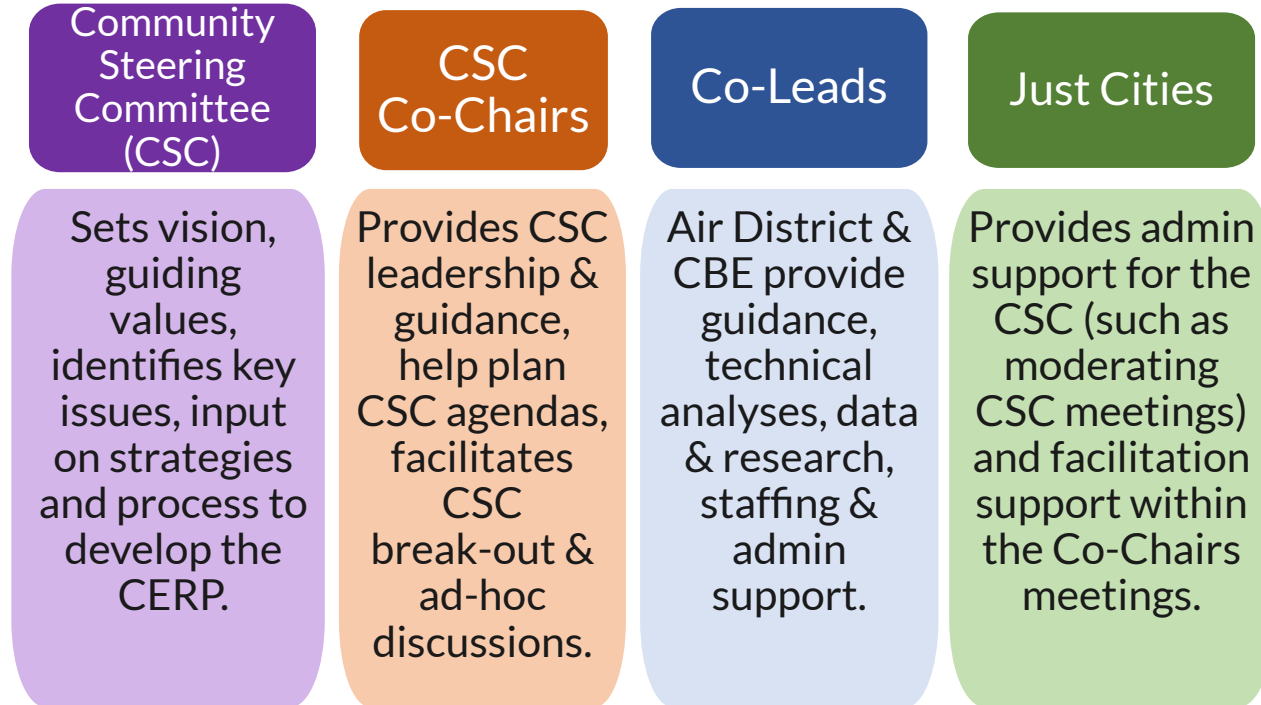 Community
Steering
Committee
(CSC)
Sets vision,
guiding
values,
identifies key
issues, input
on strategies
and process to
develop the
CERP.
CSC
Co-Chairs
Provides CSC
leadership &
guidance,
help plan
CSC agendas,
facilitates
CSC
break-out &
ad-hoc
discussions.
Co-Leads
Air District &
CBE provide
guidance,
technical
analyses, data
& research,
staffing &
admin
support.
Just Cities
Provides admin
support for the
CSC (such as
moderating
CSC meetings)
and facilitation
support within
the Co-Chairs
meetings.